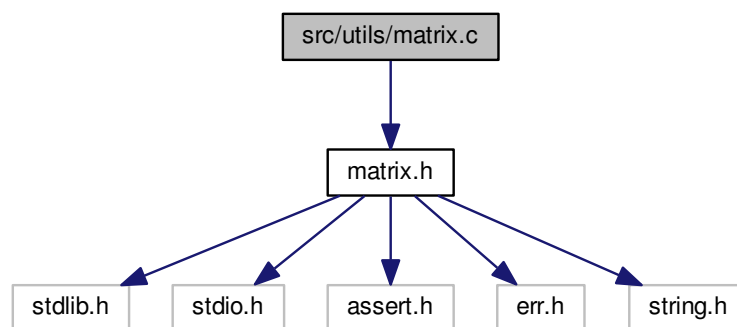 src/utils/matrix.c
matrix.h
stdlib.h
stdio.h
assert.h
err.h
string.h